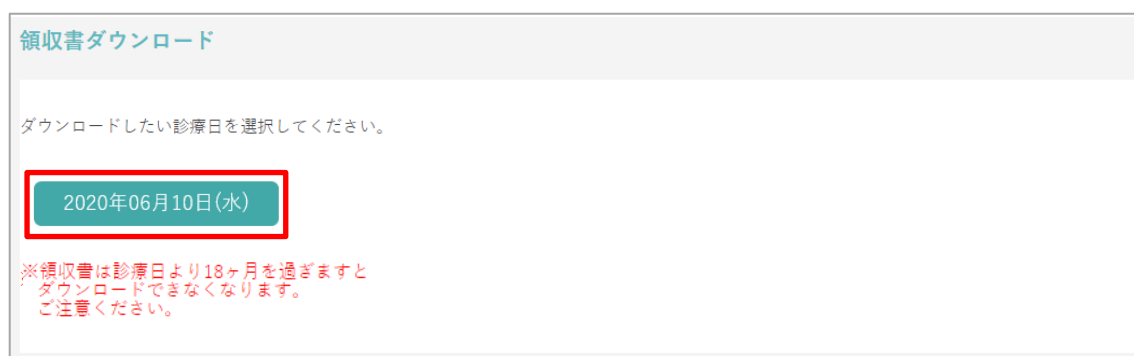 領収書ダウンロード
ダウンロードしたい診療日を選択してください。
2020年06月10日(水)
※領収書は診療日より18ヶ月を過ぎますと
ダウンロードできなくなります。
ご注意ください。